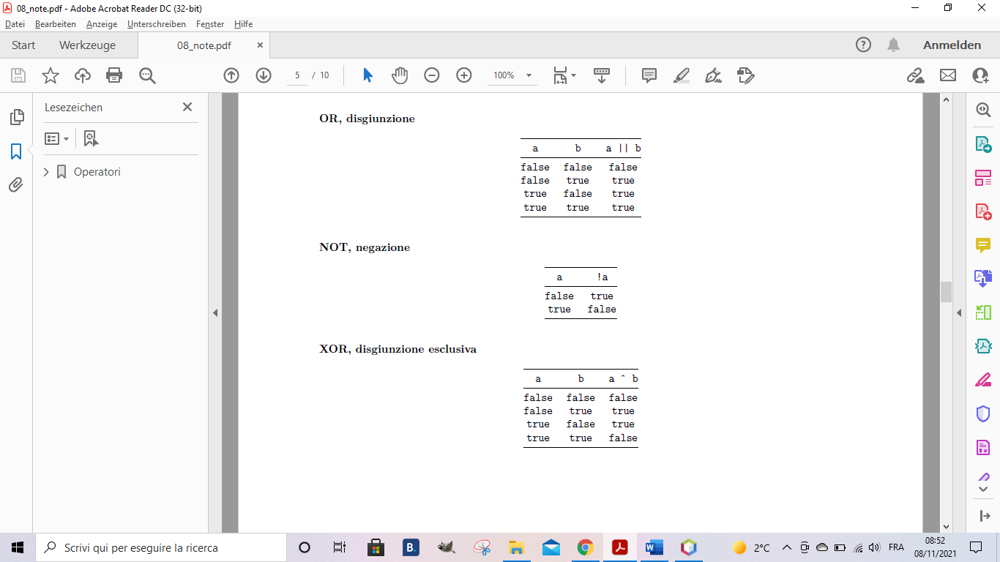 08_note.pdf - Adobe Acrobat Reader DC (32-bit)
Datei Bearbeiten Anzeige Unterschreiben Fenster Hilfe
Start Werkzeuge 08_note.pdf × Anmelden
5 / 10 100%
Lesezeichen
Operatori
OR, disgiunzione
a b a || b
false false false
false true true
true false true
true true true
NOT, negazione
a !a
false true
true false
XOR, disgiunzione esclusiva
a b a ^ b
false false false
false true true
true false true
true true false
Scrivi qui per eseguire la ricerca
B.
2°C
FRA
08:52
08/11/2021